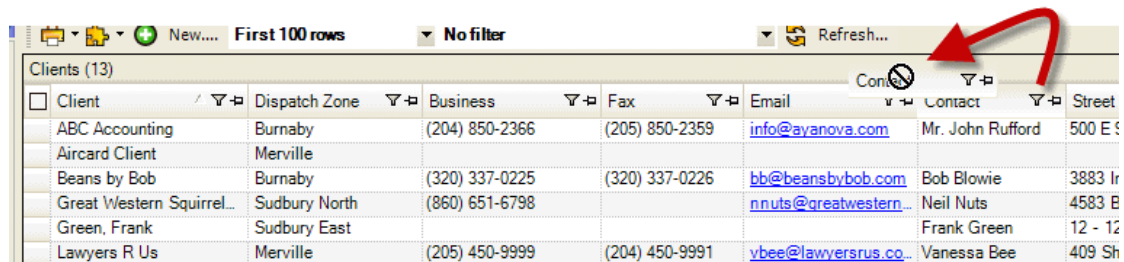 New.... First 100 rows No filter Refresh...
Clients (13)
Client Dispatch Zone Business Fax Email Contact Street
ABC Accounting Burnaby (204) 850-2366 (205) 850-2359 info@ayanova.com Mr. John Rufford 500 E
Aircard Client Merville
Beans by Bob Burnaby (320) 337-0225 (320) 337-0226 bb@beansbybob.com Bob Blowie 3883
Great Western Squirrel... Sudbury North (860) 651-6798 nnuts@greatwestern... Neil Nuts 4583 B
Green, Frank Sudbury East Frank Green 12 - 12
Lawyers R Us Merville (205) 450-9999 (204) 450-9991 vbee@lawyersrus.co... Vanessa Bee 409 Sh